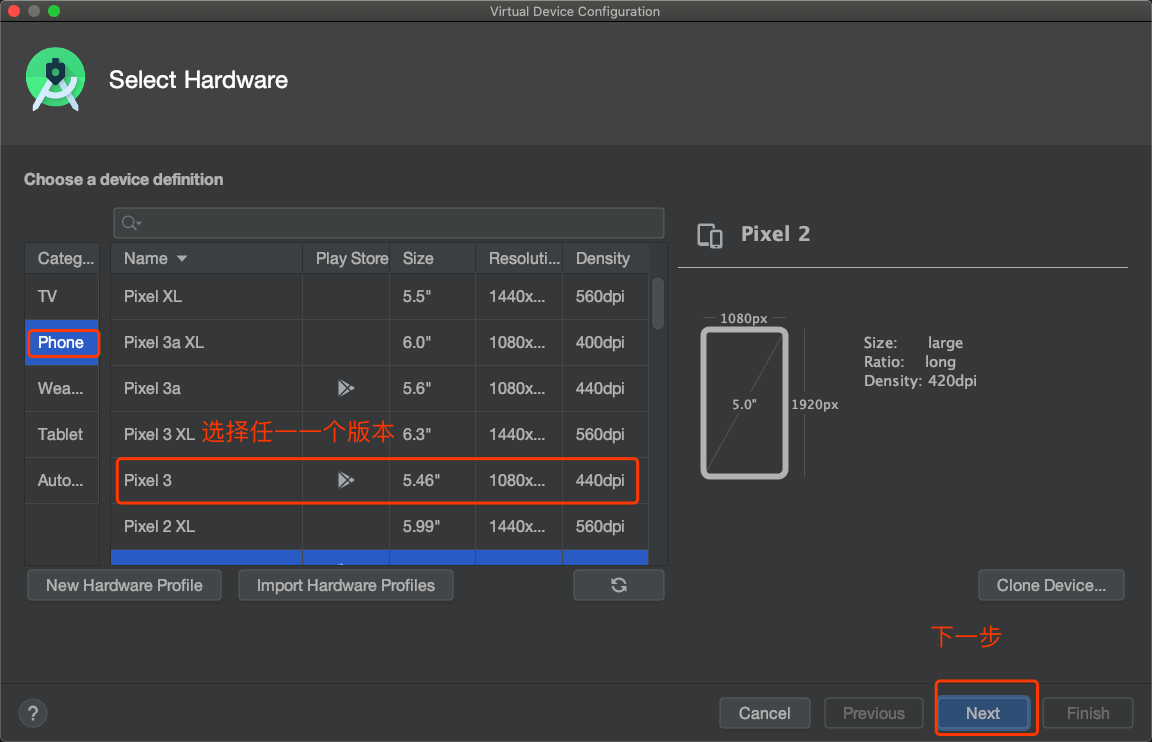 Virtual Device Configuration
Select Hardware
Choose a device definition
Categ... Name Play Store Size Resoluti... Density
TV Pixel XL 5.5" 1440x... 560dpi
Phone Pixel 3a XL 6.0" 1080x... 400dpi
Wea... Pixel 3a 5.6" 1080x... 440dpi
Tablet Pixel 3 XL 选择任一一个版本 6.3" 1440x... 560dpi
Auto... Pixel 3 5.46" 1080x... 440dpi
Pixel 2 XL 5.99" 1440x... 560dpi
New Hardware Profile Import Hardware Profiles
Pixel 2
1080px
5.0"
1920px
Size: large
Ratio: long
Density: 420dpi
Clone Device...
下一步
? Cancel Previous Next Finish